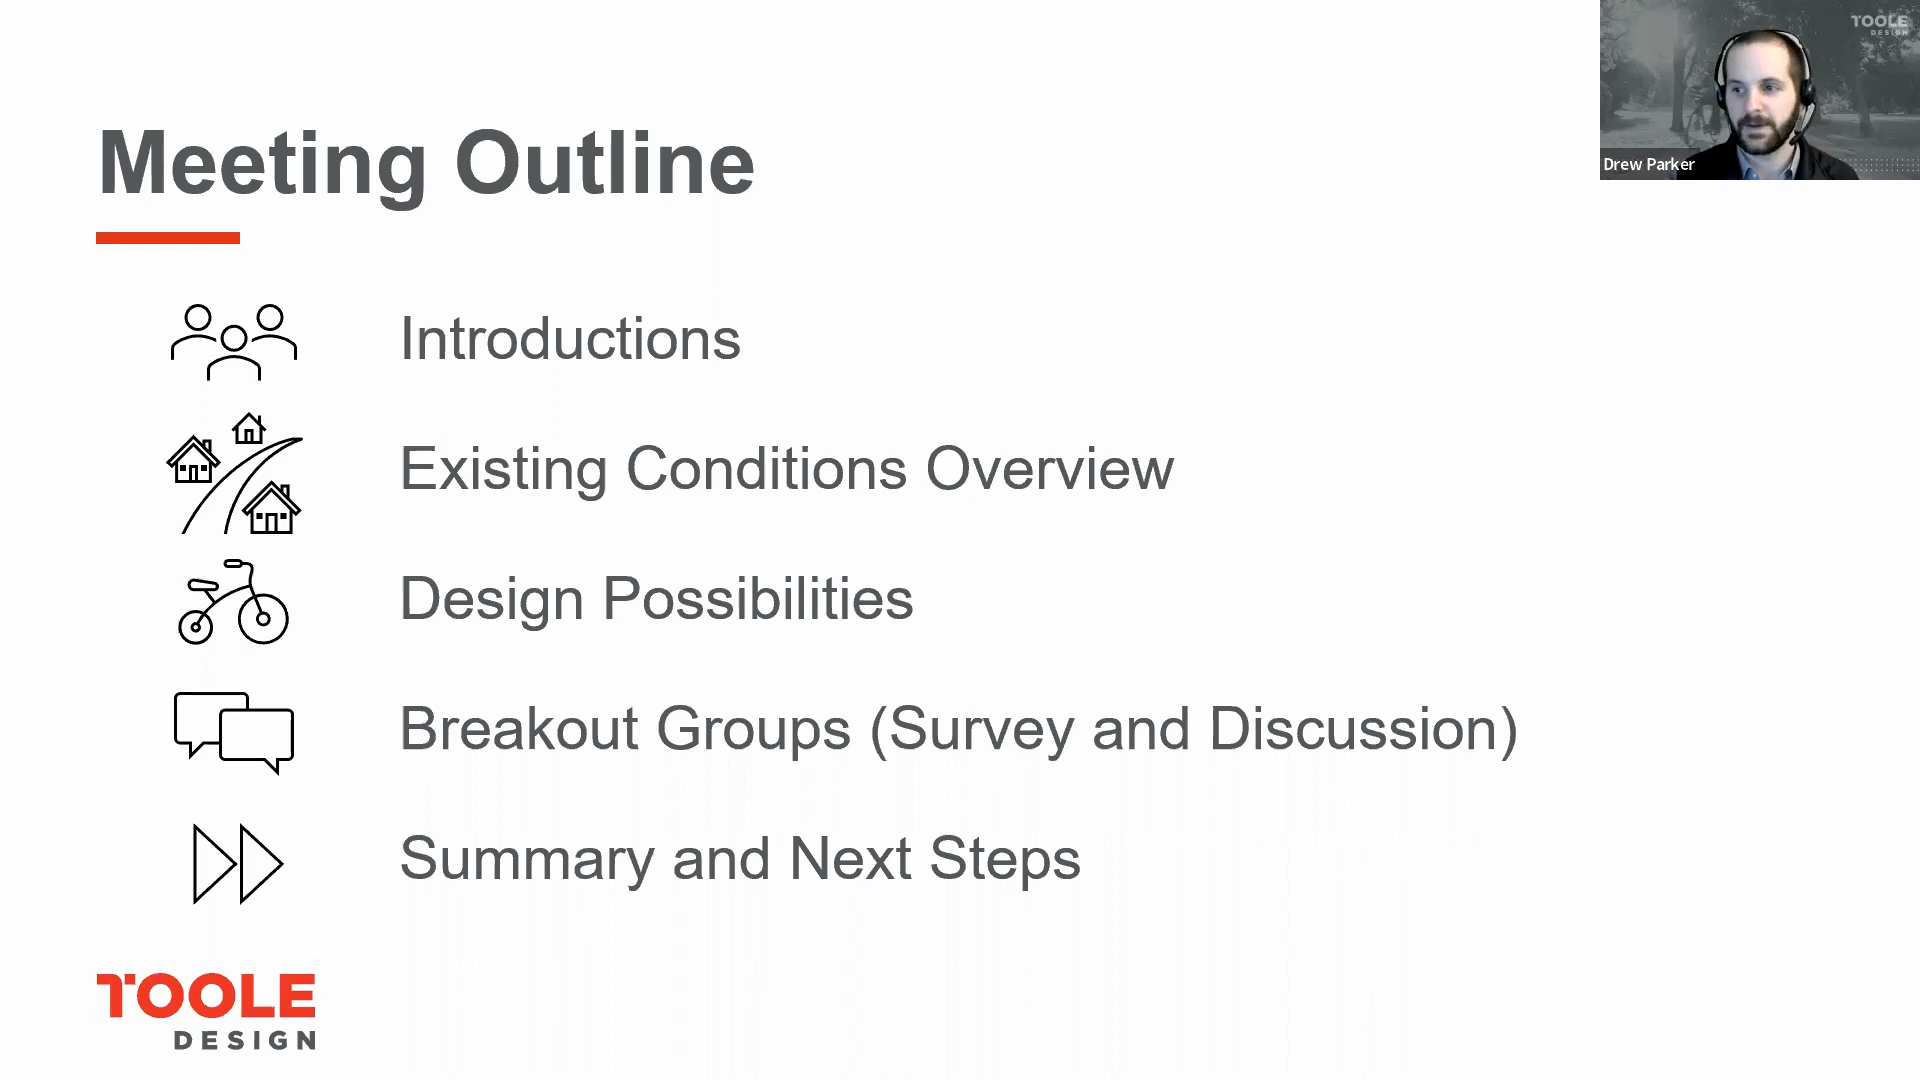 TOOLE
DESIGN
Drew Parker
Meeting Outline
Introductions
Existing Conditions Overview
Design Possibilities
Breakout Groups (Survey and Discussion)
Summary and Next Steps
TOOLE
DESIGN